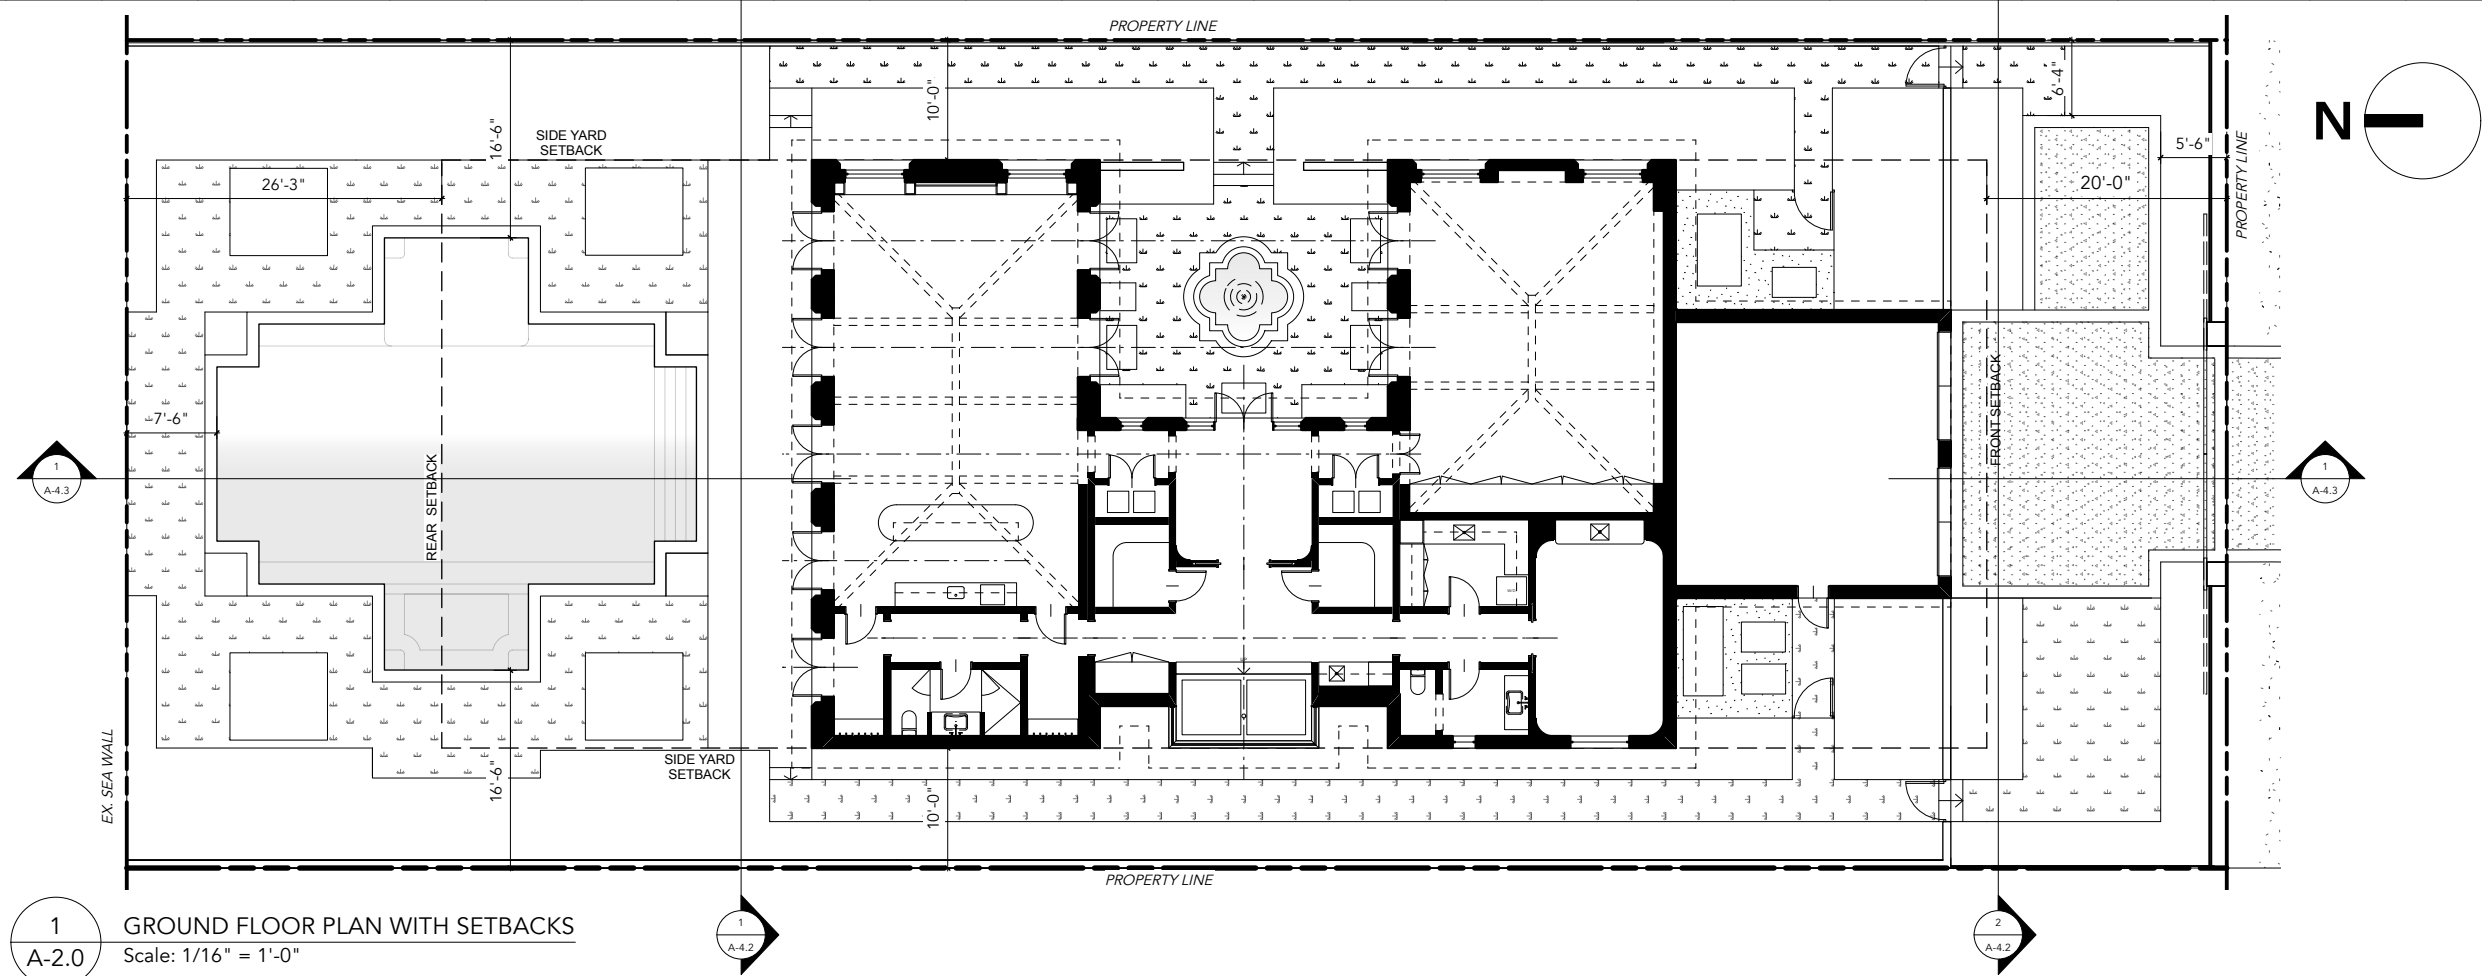 PROPERTY LINE
N
6'-4"
10'-0"
16'-6"
SIDE YARD
SETBACK
5'-6"
PROPERTY LINE
26'-3"
20'-0"
FRONT SETBACK
7'-6"
REAR SETBACK
1
A-4.3
1
A-4.3
EX. SEA WALL
16'-6"
SIDE YARD
SETBACK
10'-0"
PROPERTY LINE
1
A-2.0
GROUND FLOOR PLAN WITH SETBACKS
Scale: 1/16" = 1'-0"
1
A-4.2
2
A-4.2